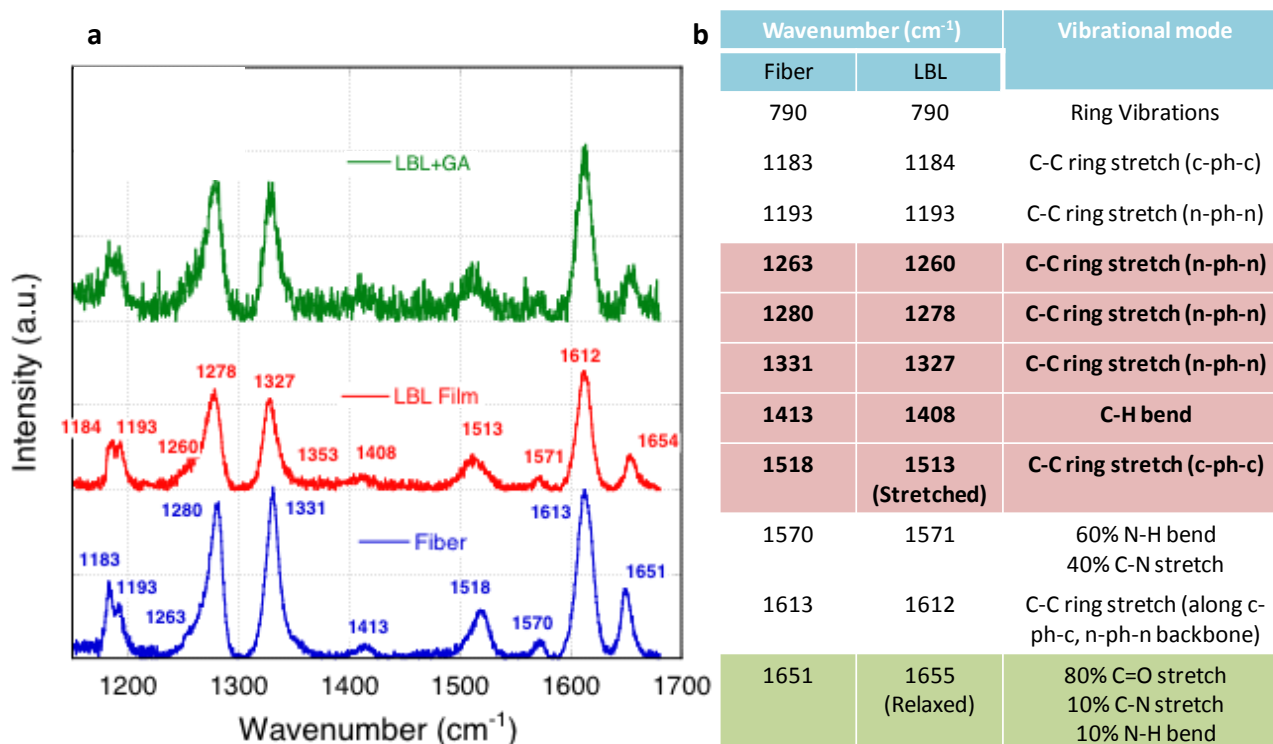 a
LBL+GA
1612
1278
1327
LBL Film
1184
1193
1260
1353
1408
1513
1571
1654
1280
1331
1613
Fiber
1183
1193
1263
1413
1518
1570
1651
Intensity (a.u.)
1200 1300 1400 1500 1600 1700
Wavenumber (cm⁻¹)
b
Wavenumber (cm⁻¹) Vibrational mode
Fiber LBL
790 790 Ring Vibrations
1183 1184 C-C ring stretch (c-ph-c)
1193 1193 C-C ring stretch (n-ph-n)
1263 1260 C-C ring stretch (n-ph-n)
1280 1278 C-C ring stretch (n-ph-n)
1331 1327 C-C ring stretch (n-ph-n)
1413 1408 C-H bend
1518 1513 C-C ring stretch (c-ph-c)
(Stretched)
1570 1571 60% N-H bend
40% C-N stretch
1613 1612 C-C ring stretch (along c-
ph-c, n-ph-n backbone)
1651 1655 80% C=O stretch
(Relaxed) 10% C-N stretch
10% N-H bend